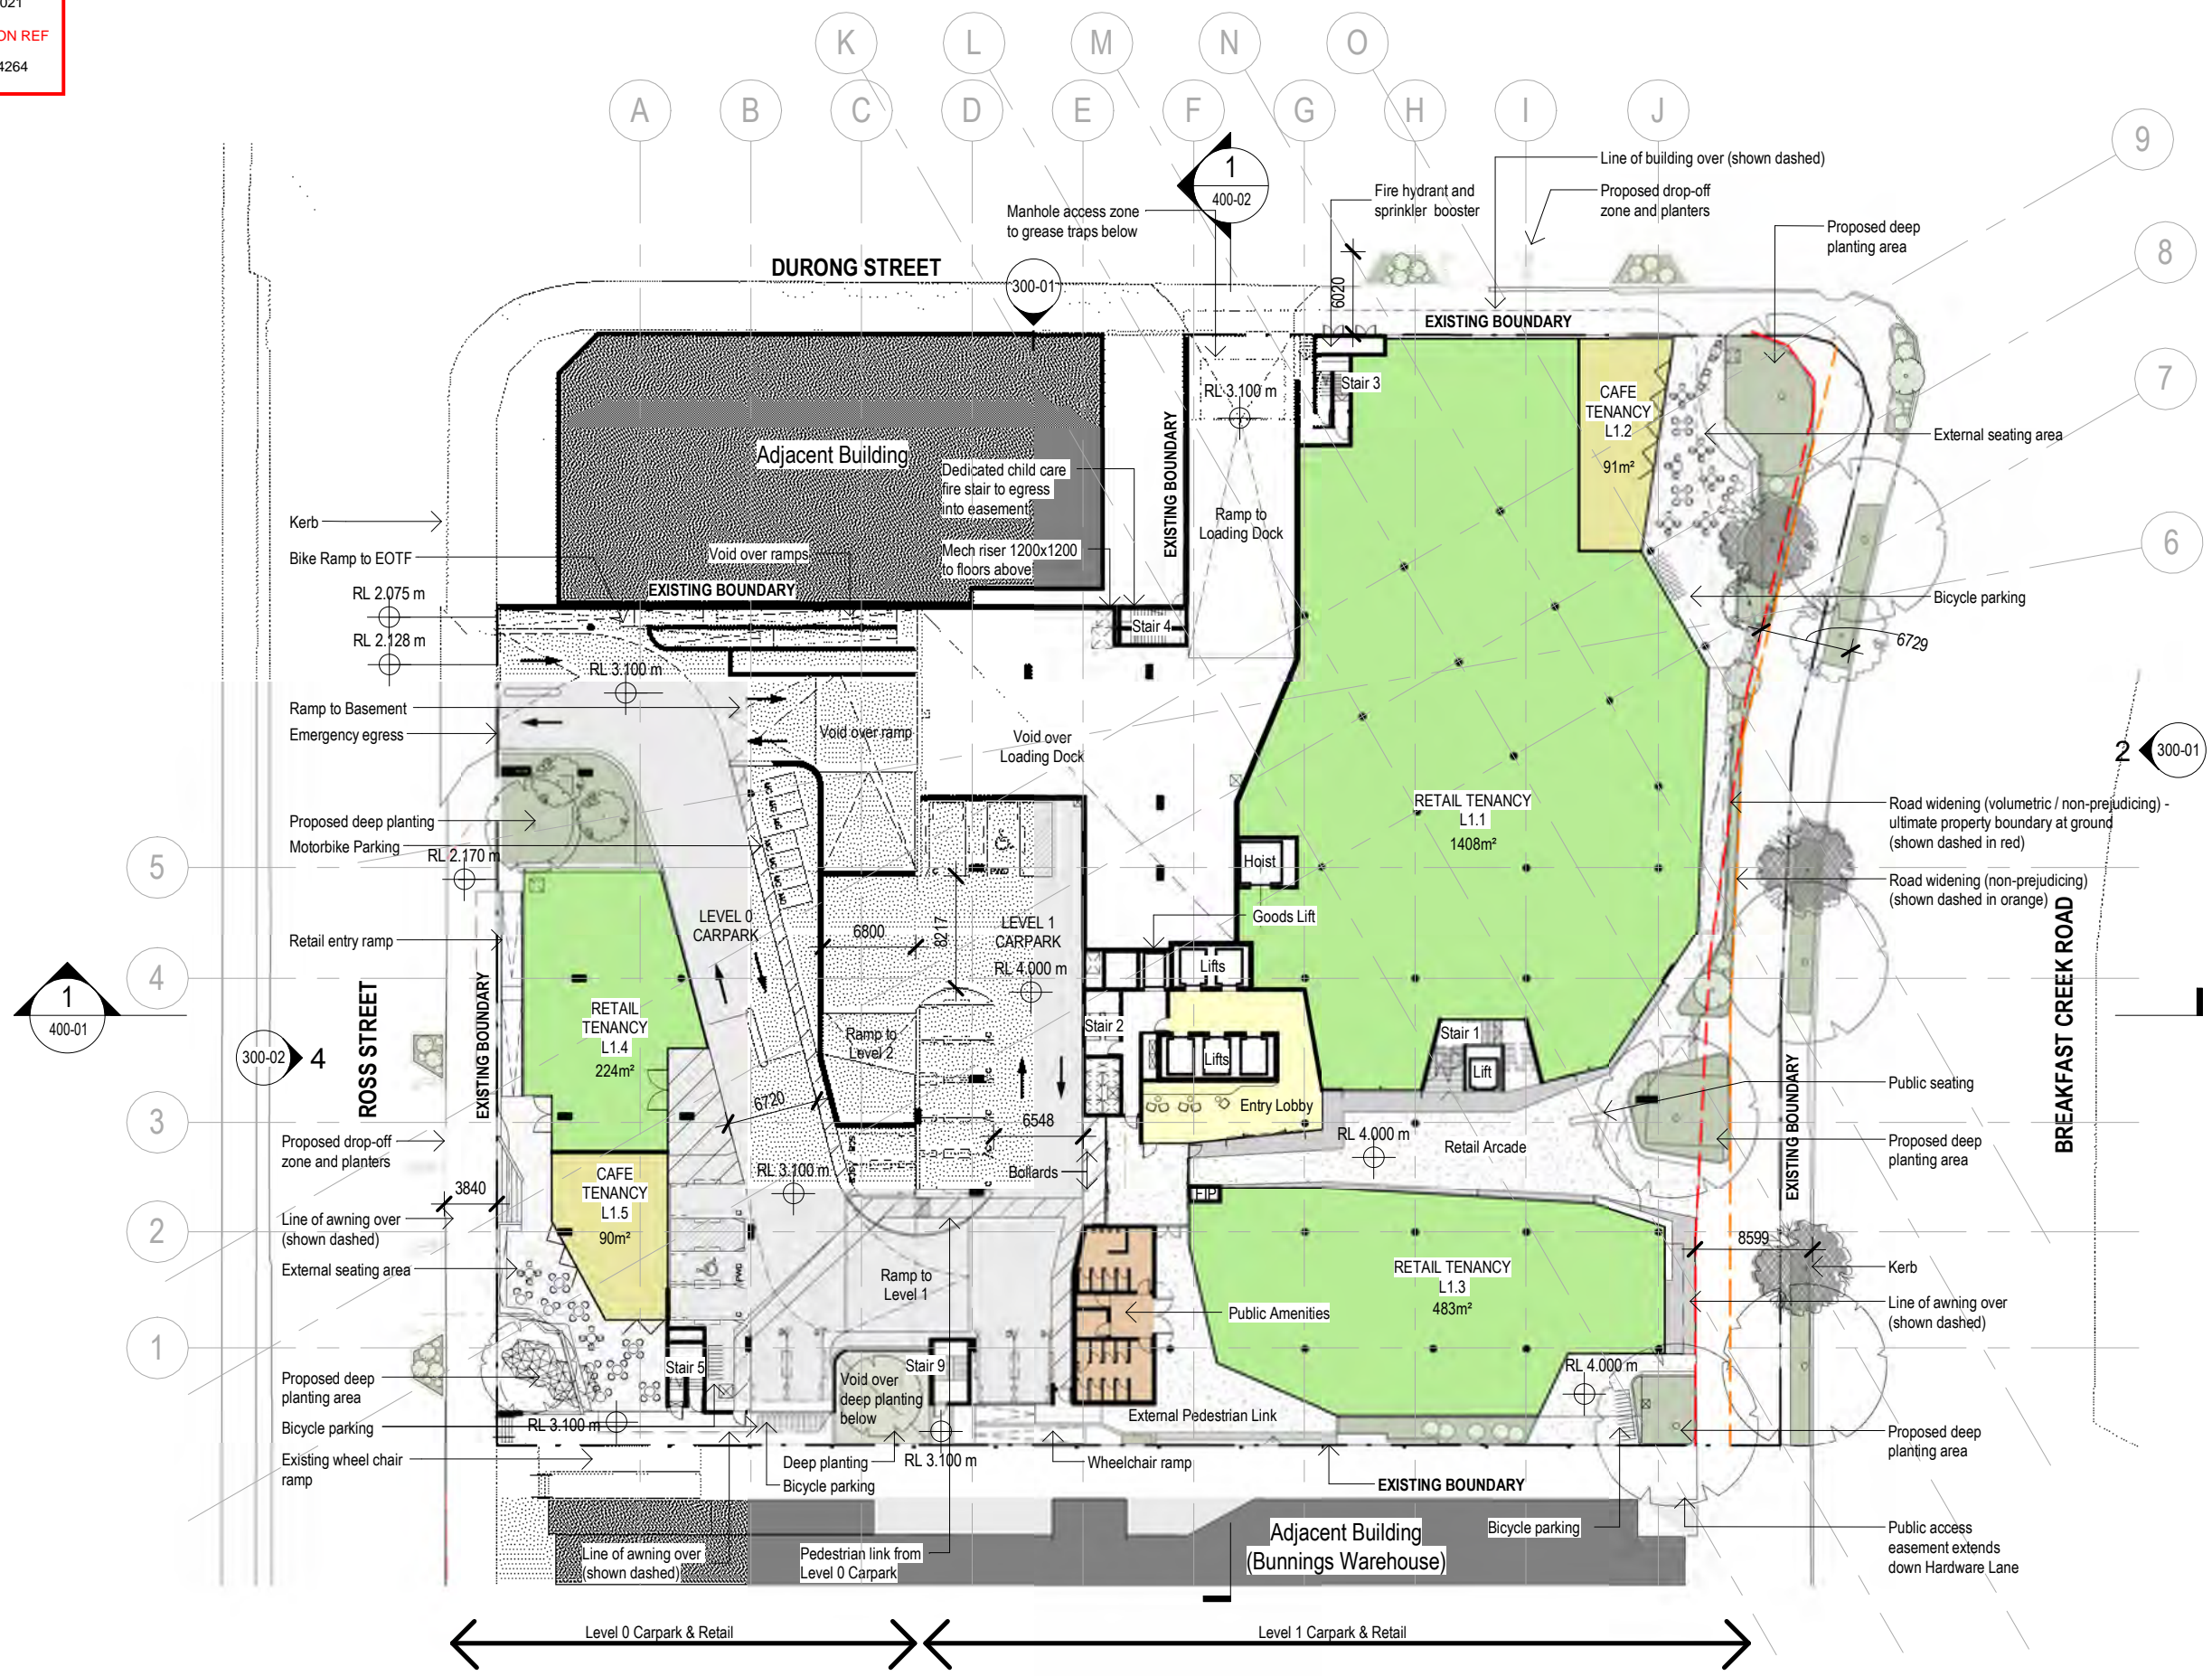 021
ON REF
4264
K
L
M
N
O
A
B
C
D
E
F
G
H
I
J
9
8
7
6
5
4
3
2
1
1
400-02
Line of building over (shown dashed)
Fire hydrant and
sprinkler booster
Proposed drop-off
zone and planters
Manhole access zone
to grease traps below
Proposed deep
planting area
DURONG STREET
300-01
6020
EXISTING BOUNDARY
RL 3.100 m
Stair 3
CAFE
TENANCY
L1.2
91m²
External seating area
Adjacent Building
Dedicated child care
fire stair to egress
into easement
EXISTING BOUNDARY
Ramp to
Loading Dock
Kerb
Bike Ramp to EOTF
Void over ramps
Mech riser 1200x1200
to floors above
EXISTING BOUNDARY
RL 2.075 m
RL 2.128 m
Stair 4
Bicycle parking
6729
RL 3.100 m
Ramp to Basement
Emergency egress
Void over ramp
Void over
Loading Dock
2
300-01
RETAIL TENANCY
L1.1
1408m²
Road widening (volumetric / non-prejudicing) -
ultimate property boundary at ground
(shown dashed in red)
Proposed deep planting
Motorbike Parking
RL 2.170 m
MC
MC
MC
MC
MC
MC
MC
C
PWD
Hoist
Road widening (non-prejudicing)
(shown dashed in orange)
LEVEL 0
CARPARK
6800
8217
LEVEL 1
CARPARK
Goods Lift
Retail entry ramp
RL 4.000 m
Lifts
1
400-01
ROSS STREET
EXISTING BOUNDARY
RETAIL
TENANCY
L1.4
224m²
Ramp to
Level 2
Stair 2
Stair 1
Lifts
Lift
BREAKFAST CREEK ROAD
300-02
4
6720
6548
Entry Lobby
EXISTING BOUNDARY
Public seating
Proposed drop-off
zone and planters
RL 4.000 m
Retail Arcade
Proposed deep
planting area
CAFE
TENANCY
L1.5
90m²
RL 3.100 m
Bollards
3840
FIP
Line of awning over
(shown dashed)
8599
External seating area
PWD
Ramp to
Level 1
RETAIL TENANCY
L1.3
483m²
Kerb
Public Amenities
Line of awning over
(shown dashed)
Stair 5
Stair 9
RL 4.000 m
Proposed deep
planting area
Void over
deep planting
below
RL 3.100 m
External Pedestrian Link
Bicycle parking
Existing wheel chair
ramp
Deep planting
RL 3.100 m
Wheelchair ramp
Proposed deep
planting area
Bicycle parking
EXISTING BOUNDARY
Adjacent Building
(Bunnings Warehouse)
Bicycle parking
Public access
easement extends
down Hardware Lane
Line of awning over
(shown dashed)
Pedestrian link from
Level 0 Carpark
Level 0 Carpark & Retail
Level 1 Carpark & Retail